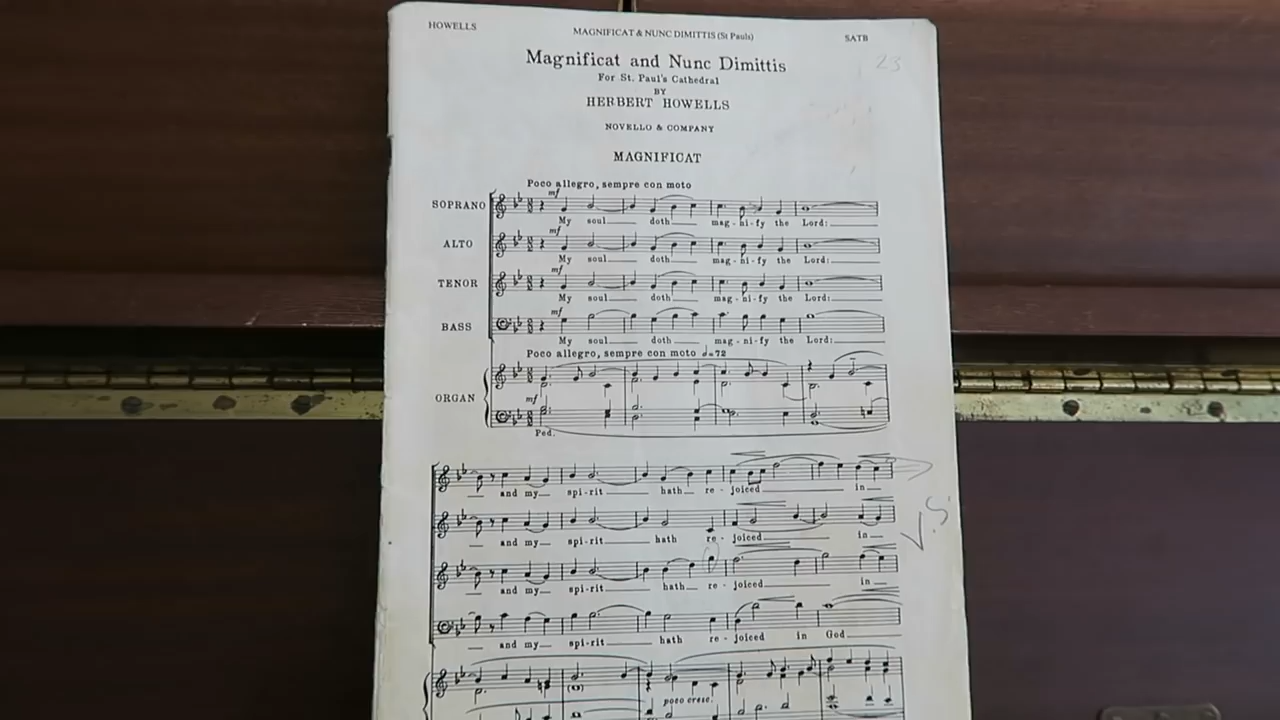 HOWELLS MAGNIFICAT & NUNC DIMITTIS (St Pauls) SATB
23
Magnificat and Nunc Dimittis
For St. Paul's Cathedral
BY
HERBERT HOWELLS
NOVELLO & COMPANY
MAGNIFICAT
Poco allegro, sempre con moto
mf
SOPRANO
My soul doth mag - ni - fy the Lord:
mf
ALTO
My soul doth mag - ni - fy the Lord:
mf
TENOR
My soul doth mag - ni - fy the Lord:
mf
BASS
My soul doth mag - ni - fy the Lord:
Poco allegro, sempre con moto ♩=72
ORGAN
mf
Ped.
and my spi-rit hath re - joiced in
V.S.
and my spi-rit hath re - joiced in
and my spi-rit hath re - joiced in
and my spi-rit hath re - joiced in God
poco cresc.